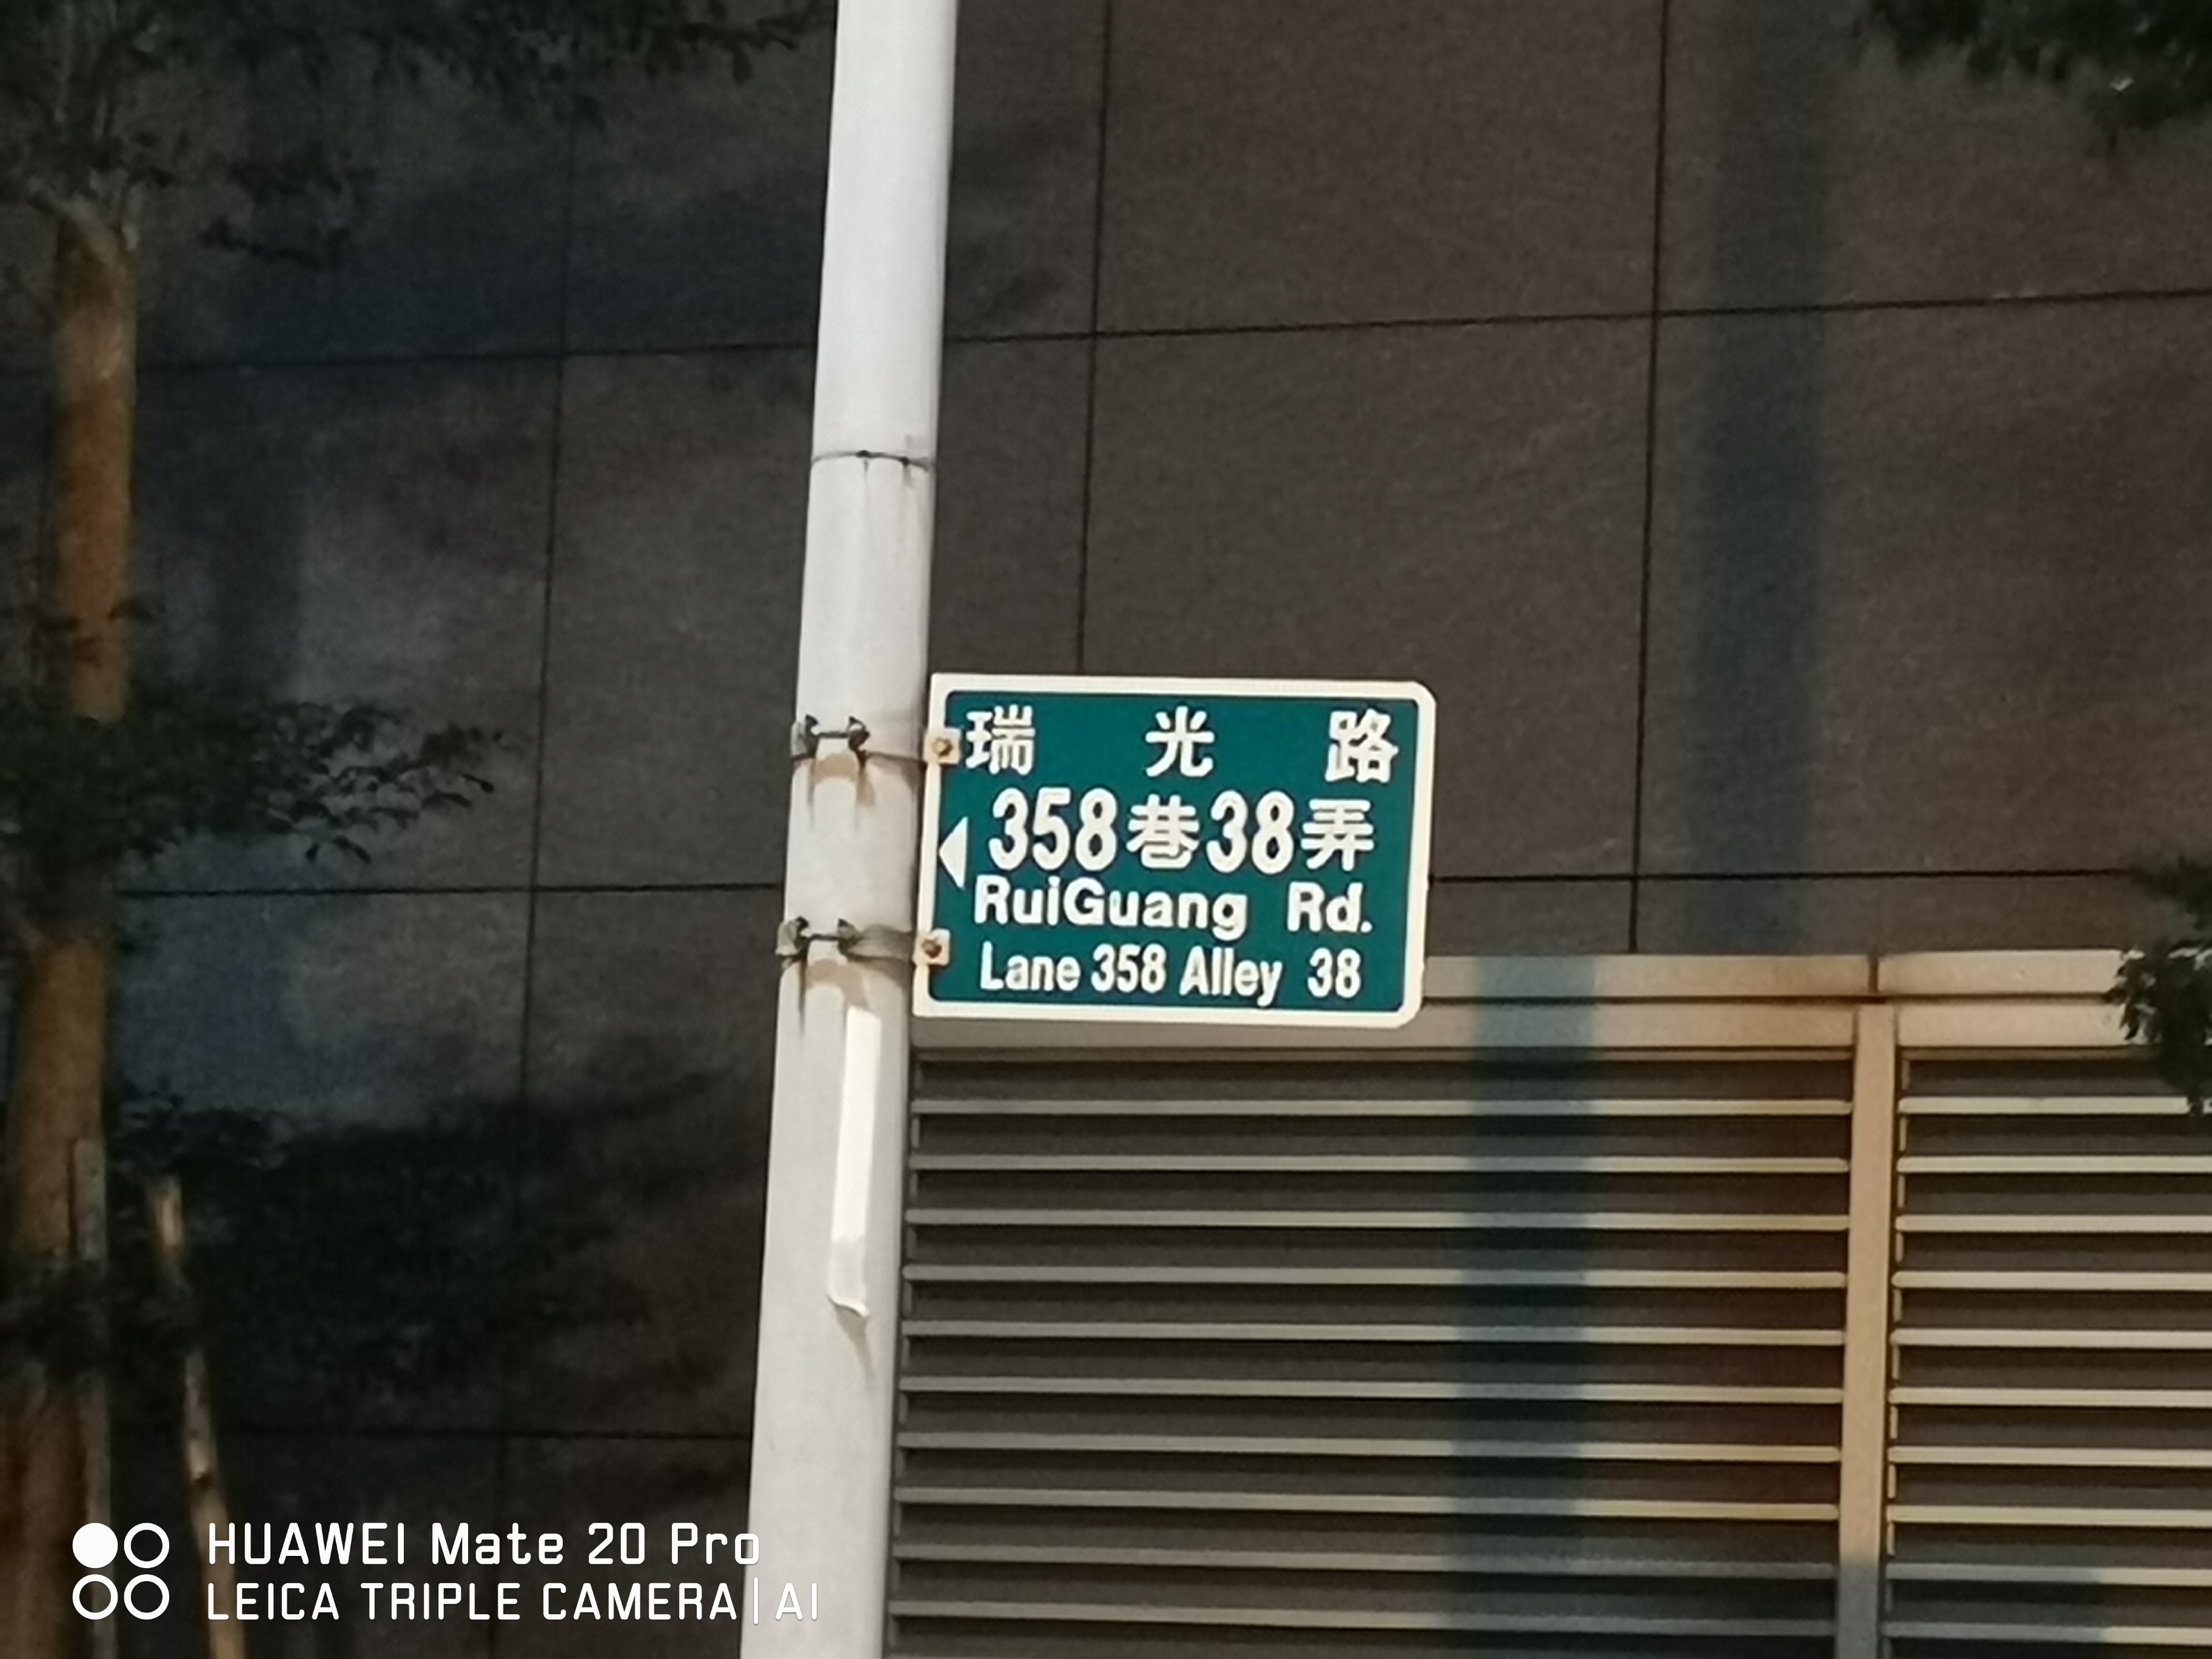 瑞光路
358巷38弄
RuiGuang Rd.
Lane 358 Alley 38
HUAWEI Mate 20 Pro
LEICA TRIPLE CAMERA | AI